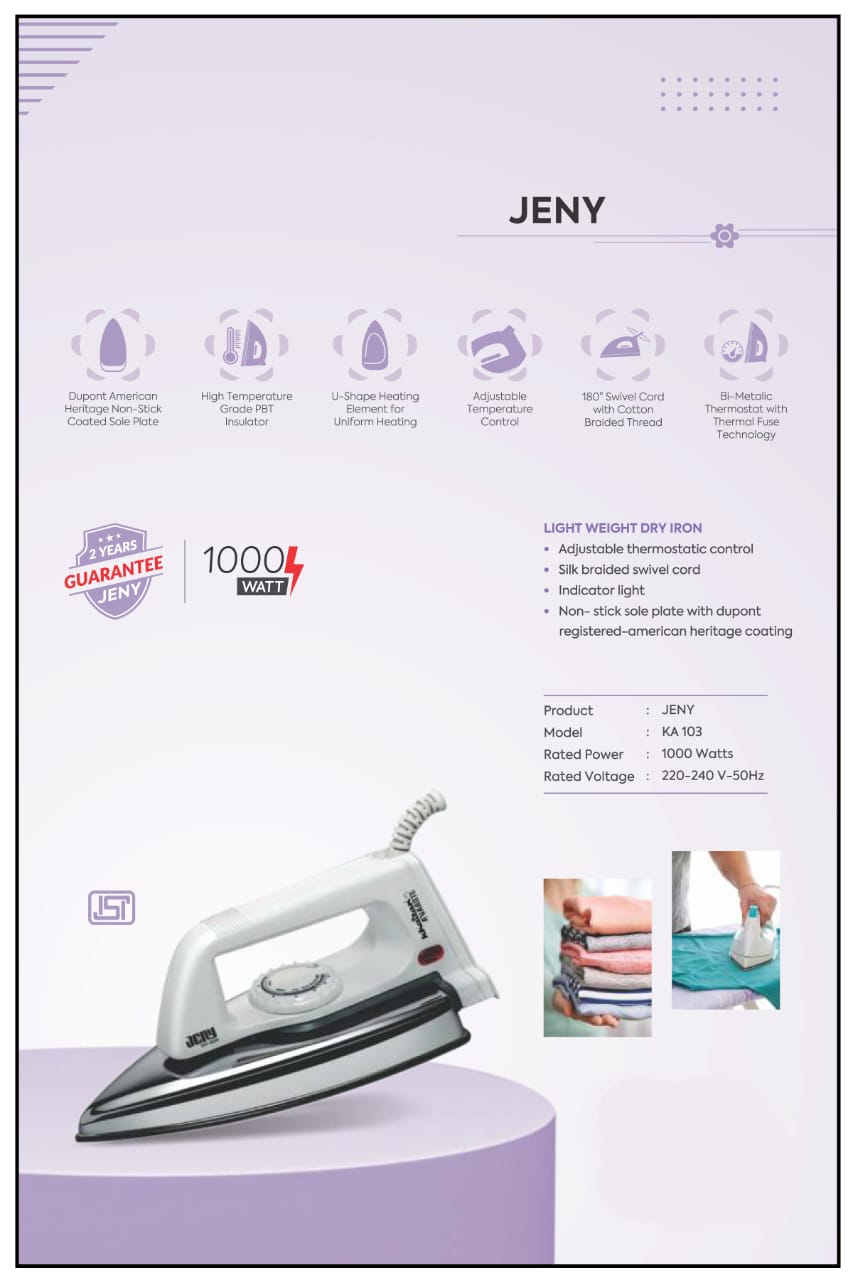 JENY
Dupont American
Heritage Non-Stick
Coated Sole Plate
High Temperature
Grade PBT
Insulator
U-Shape Heating
Element for
Uniform Heating
Adjustable
Temperature
Control
180° Swivel Cord
with Cotton
Braided Thread
Bi-Metalic
Thermostat with
Thermal Fuse
Technology
2 YEARS
GUARANTEE
JENY
1000
WATT
LIGHT WEIGHT DRY IRON
• Adjustable thermostatic control
• Silk braided swivel cord
• Indicator light
• Non- stick sole plate with dupont
registered-american heritage coating
Product : JENY
Model : KA 103
Rated Power : 1000 Watts
Rated Voltage : 220-240 V-50Hz
ISI
khaitan
AVAANTE
JENY